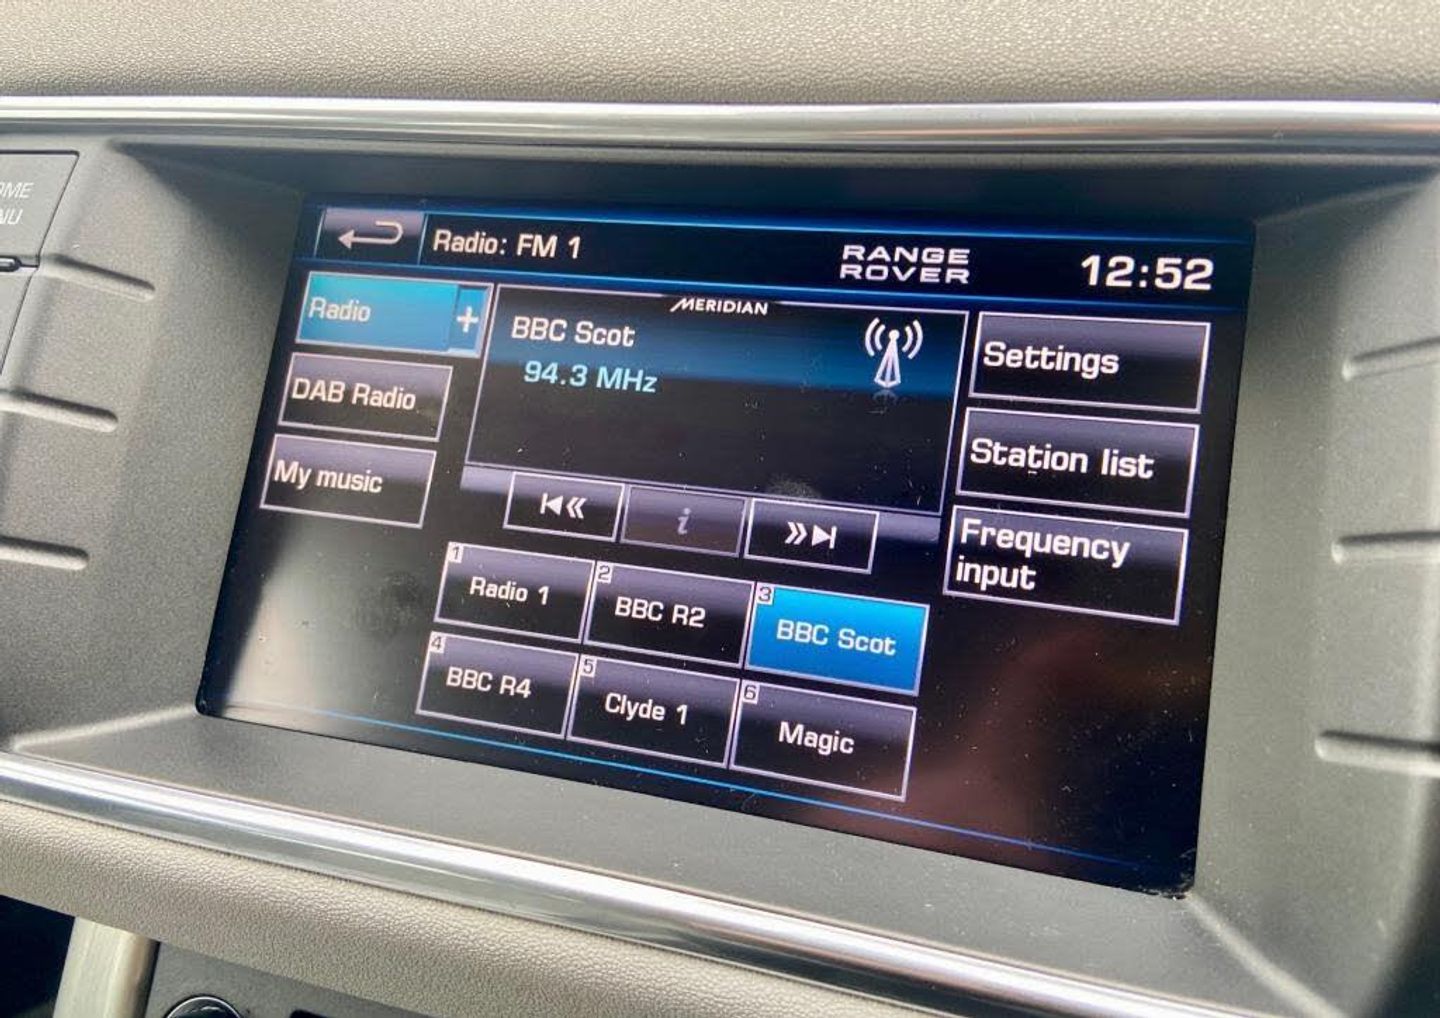 OME
NU
Radio: FM 1
RANGE
ROVER
12:52
Radio +
DAB Radio
My music
MERIDIAN
BBC Scot
94.3 MHz
i
Settings
Station list
Frequency
input
1
Radio 1
2
BBC R2
3
BBC Scot
4
BBC R4
5
Clyde 1
6
Magic